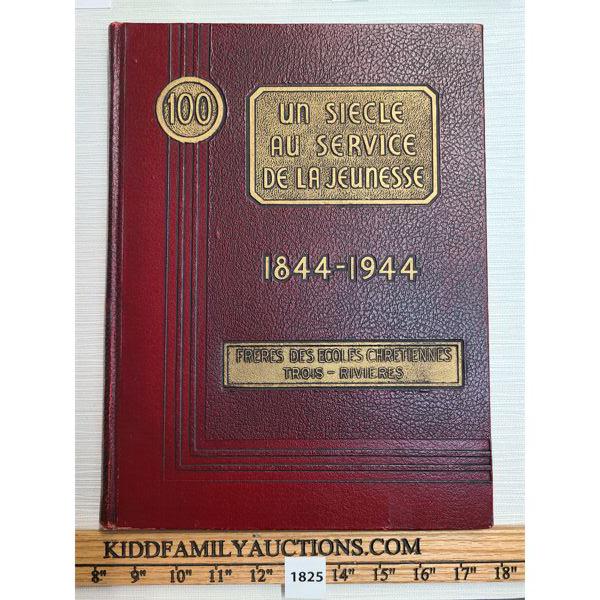 100
UN SIECLE
AU SERVICE
DE LA JEUNESSE
1844-1944
FRERES DES ECOLES CHRETIENNES
TROIS - RIVIERES
KIDDFAMILYAUCTIONS.COM
8" 9" 10" 11" 12" 1825 14" 15" 16" 17" 18"